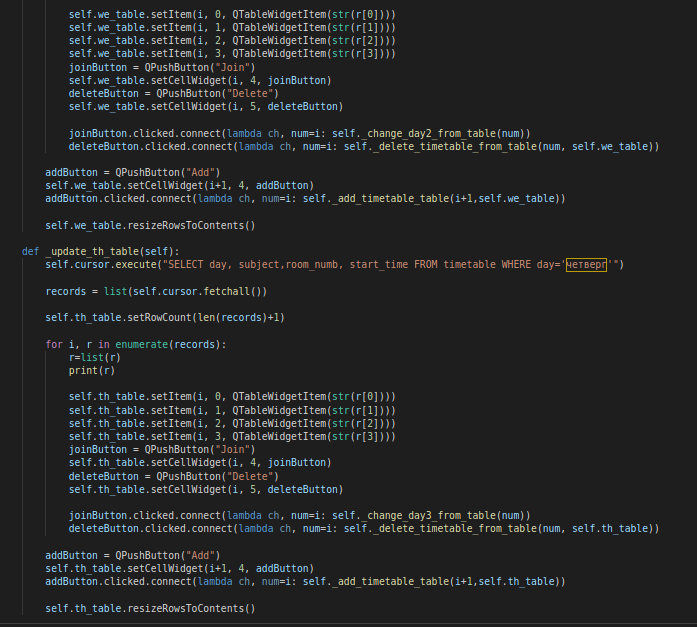 self.we_table.setItem(i, 0, QTableWidgetItem(str(r[0])))
self.we_table.setItem(i, 1, QTableWidgetItem(str(r[1])))
self.we_table.setItem(i, 2, QTableWidgetItem(str(r[2])))
self.we_table.setItem(i, 3, QTableWidgetItem(str(r[3])))
joinButton = QPushButton("Join")
self.we_table.setCellWidget(i, 4, joinButton)
deleteButton = QPushButton("Delete")
self.we_table.setCellWidget(i, 5, deleteButton)
joinButton.clicked.connect(lambda ch, num=i: self._change_day2_from_table(num))
deleteButton.clicked.connect(lambda ch, num=i: self._delete_timetable_from_table(num, self.we_table))
addButton = QPushButton("Add")
self.we_table.setCellWidget(i+1, 4, addButton)
addButton.clicked.connect(lambda ch, num=i: self._add_timetable_table(i+1,self.we_table))
self.we_table.resizeRowsToContents()
def _update_th_table(self):
self.cursor.execute("SELECT day, subject,room_numb, start_time FROM timetable WHERE day='четверг'")
records = list(self.cursor.fetchall())
self.th_table.setRowCount(len(records)+1)
for i, r in enumerate(records):
r=list(r)
print(r)
self.th_table.setItem(i, 0, QTableWidgetItem(str(r[0])))
self.th_table.setItem(i, 1, QTableWidgetItem(str(r[1])))
self.th_table.setItem(i, 2, QTableWidgetItem(str(r[2])))
self.th_table.setItem(i, 3, QTableWidgetItem(str(r[3])))
joinButton = QPushButton("Join")
self.th_table.setCellWidget(i, 4, joinButton)
deleteButton = QPushButton("Delete")
self.th_table.setCellWidget(i, 5, deleteButton)
joinButton.clicked.connect(lambda ch, num=i: self._change_day3_from_table(num))
deleteButton.clicked.connect(lambda ch, num=i: self._delete_timetable_from_table(num, self.th_table))
addButton = QPushButton("Add")
self.th_table.setCellWidget(i+1, 4, addButton)
addButton.clicked.connect(lambda ch, num=i: self._add_timetable_table(i+1,self.th_table))
self.th_table.resizeRowsToContents()